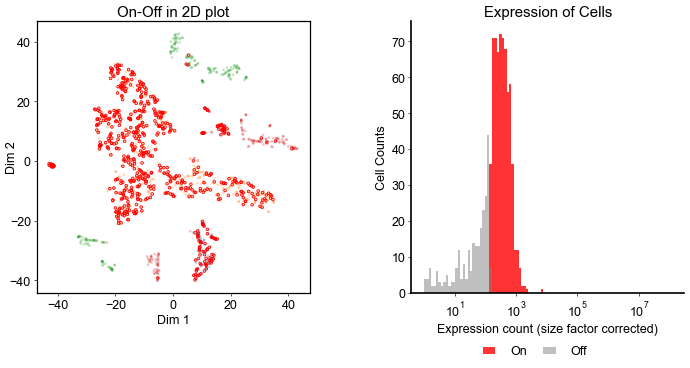 On-Off in 2D plot
Dim 2
40
20
0
−20
−40
−40 −20 0 20 40
Dim 1
Expression of Cells
Cell Counts
70
60
50
40
30
20
10
0
10^1 10^3 10^5 10^7
Expression count (size factor corrected)
On Off